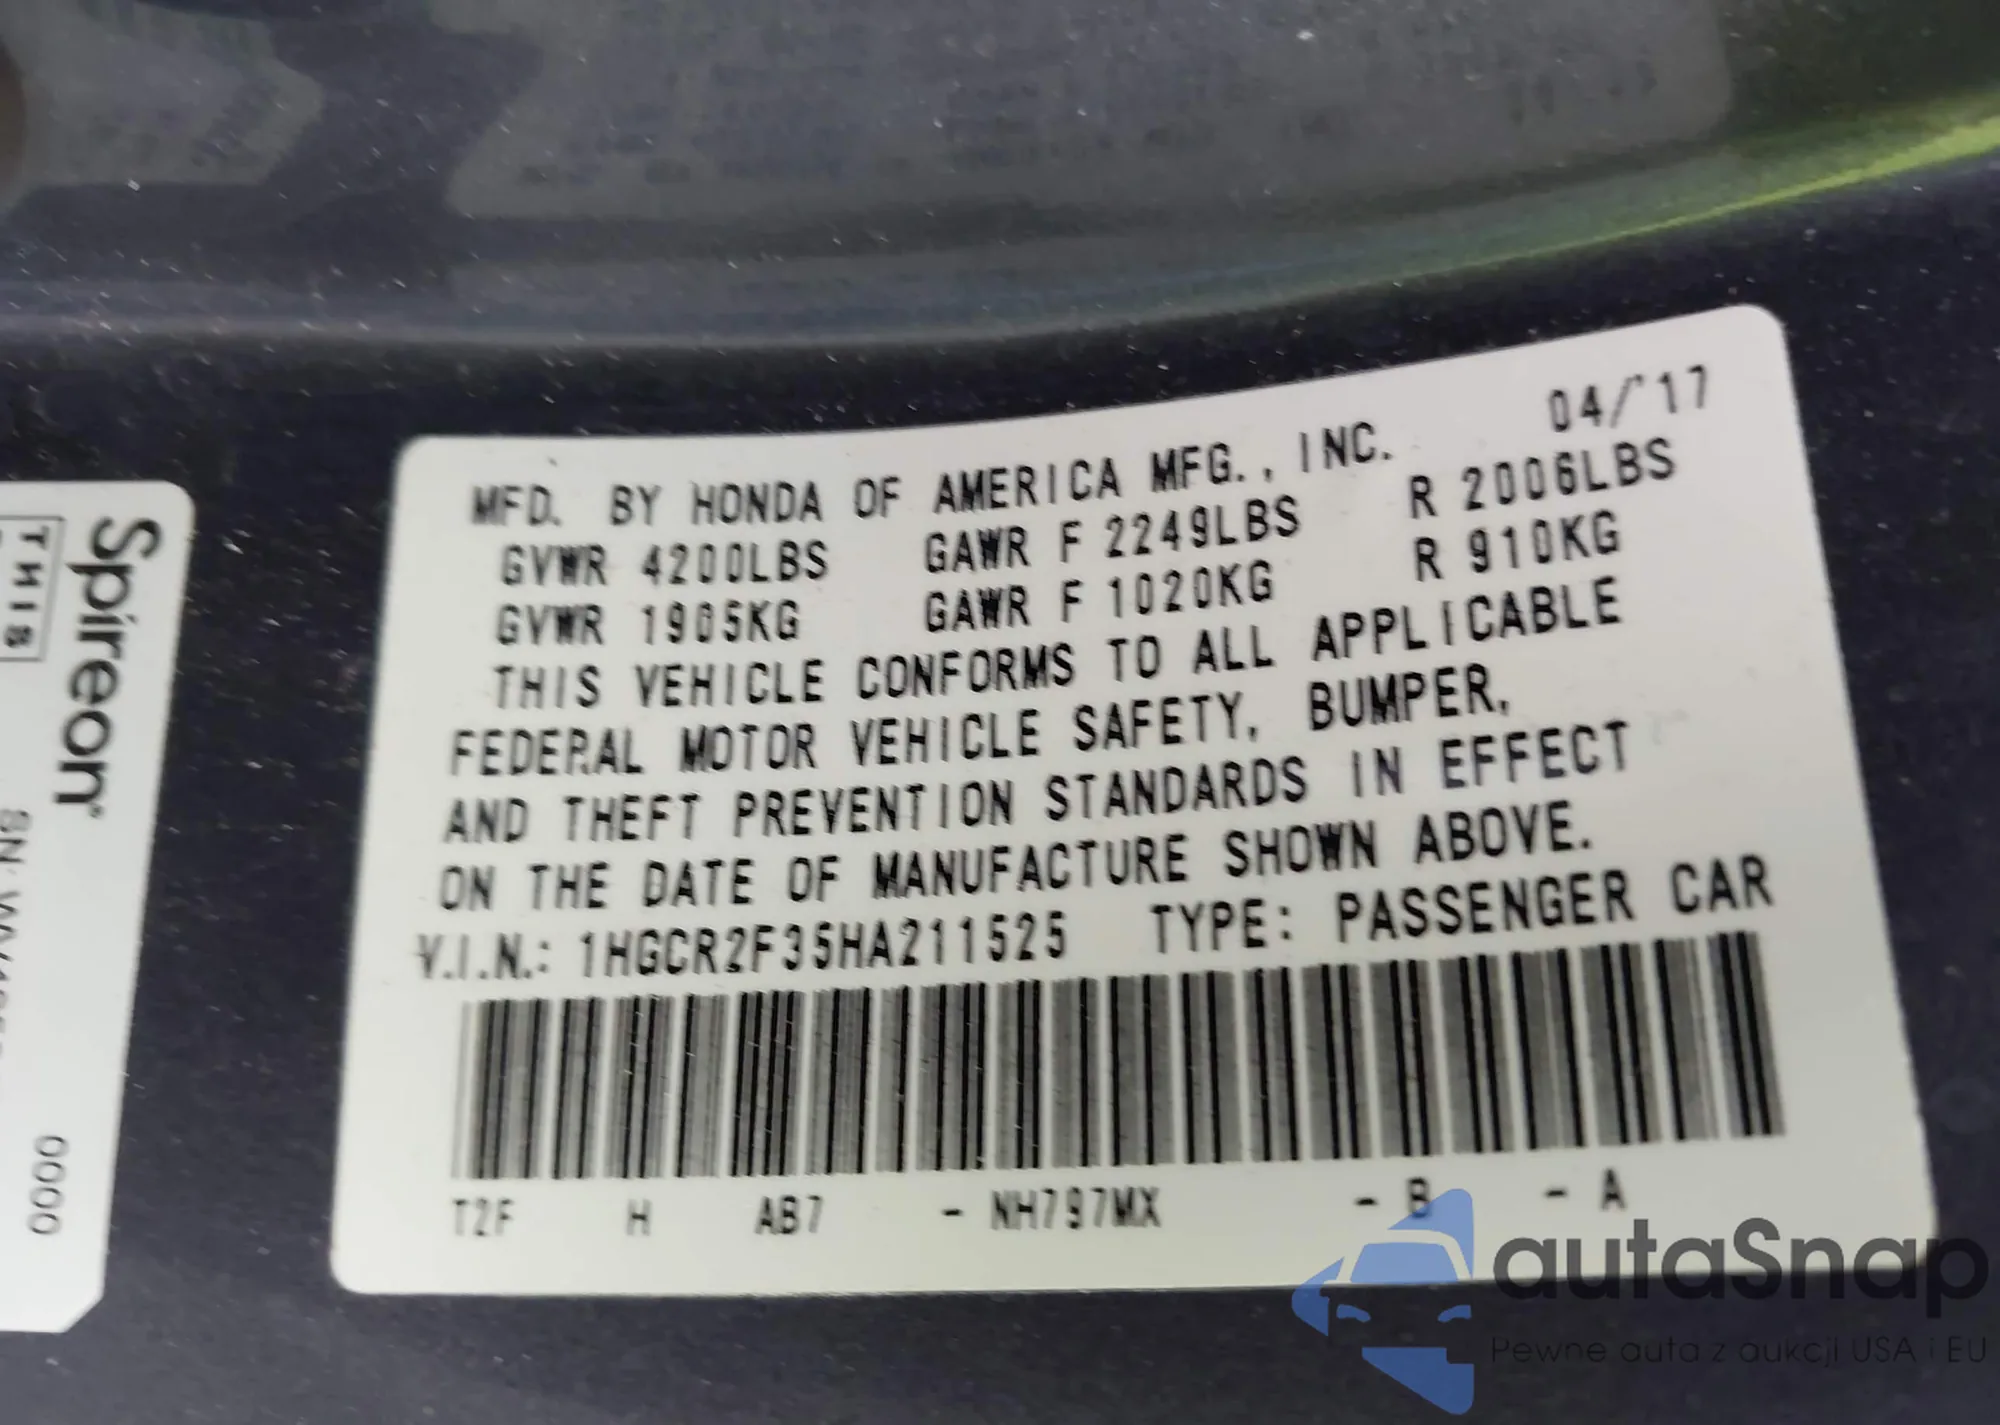 04/'17
MFD. BY HONDA OF AMERICA MFG., INC.
GVWR 4200LBS GAWR F 2249LBS R 2006LBS
GVWR 1905KG GAWR F 1020KG R 910KG
THIS VEHICLE CONFORMS TO ALL APPLICABLE
FEDERAL MOTOR VEHICLE SAFETY, BUMPER,
AND THEFT PREVENTION STANDARDS IN EFFECT
ON THE DATE OF MANUFACTURE SHOWN ABOVE.
V.I.N.: 1HGCR2F35HA211525 TYPE: PASSENGER CAR
T2F H AB7 - NH797MX - B - A
Spireon
THIS
0000
autaSnap
Pewne auta z aukcji USA i EU